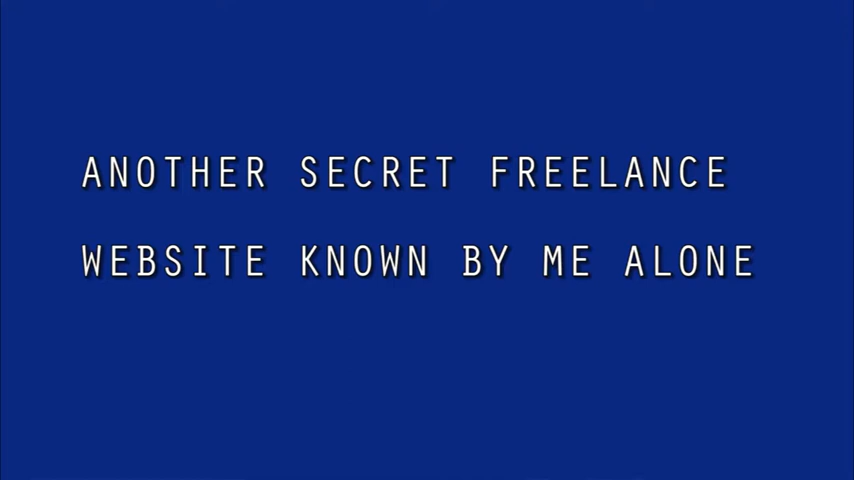 ANOTHER SECRET FREELANCE
WEBSITE KNOWN BY ME ALONE